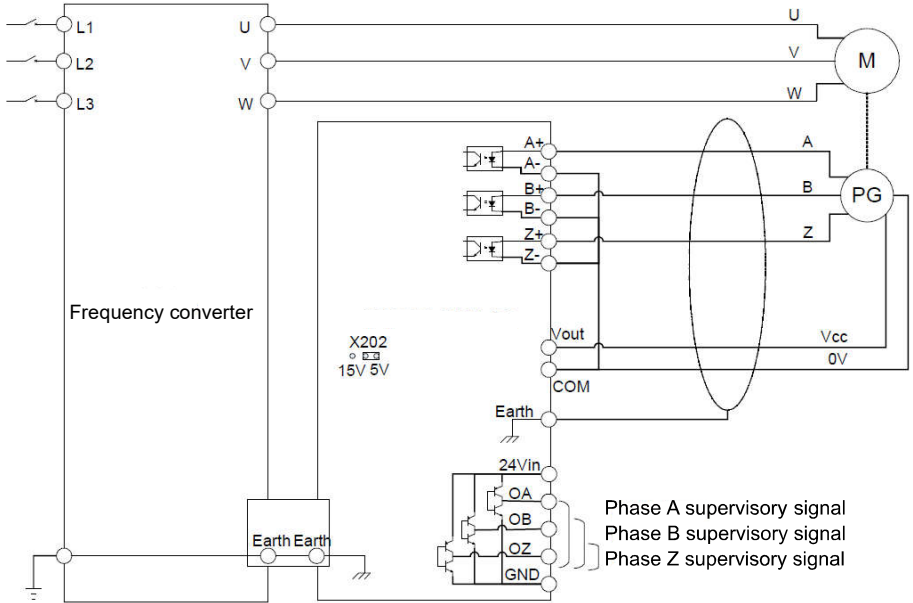 L1
U
U
M
L2
V
V
L3
W
W
A+
A
A-
B+
B
PG
B-
Z+
Z
Z-
Frequency converter
Vout
Vcc
X202
15V 5V
0V
COM
Earth
24Vin
OA
Phase A supervisory signal
OB
Phase B supervisory signal
OZ
Phase Z supervisory signal
Earth Earth
GND